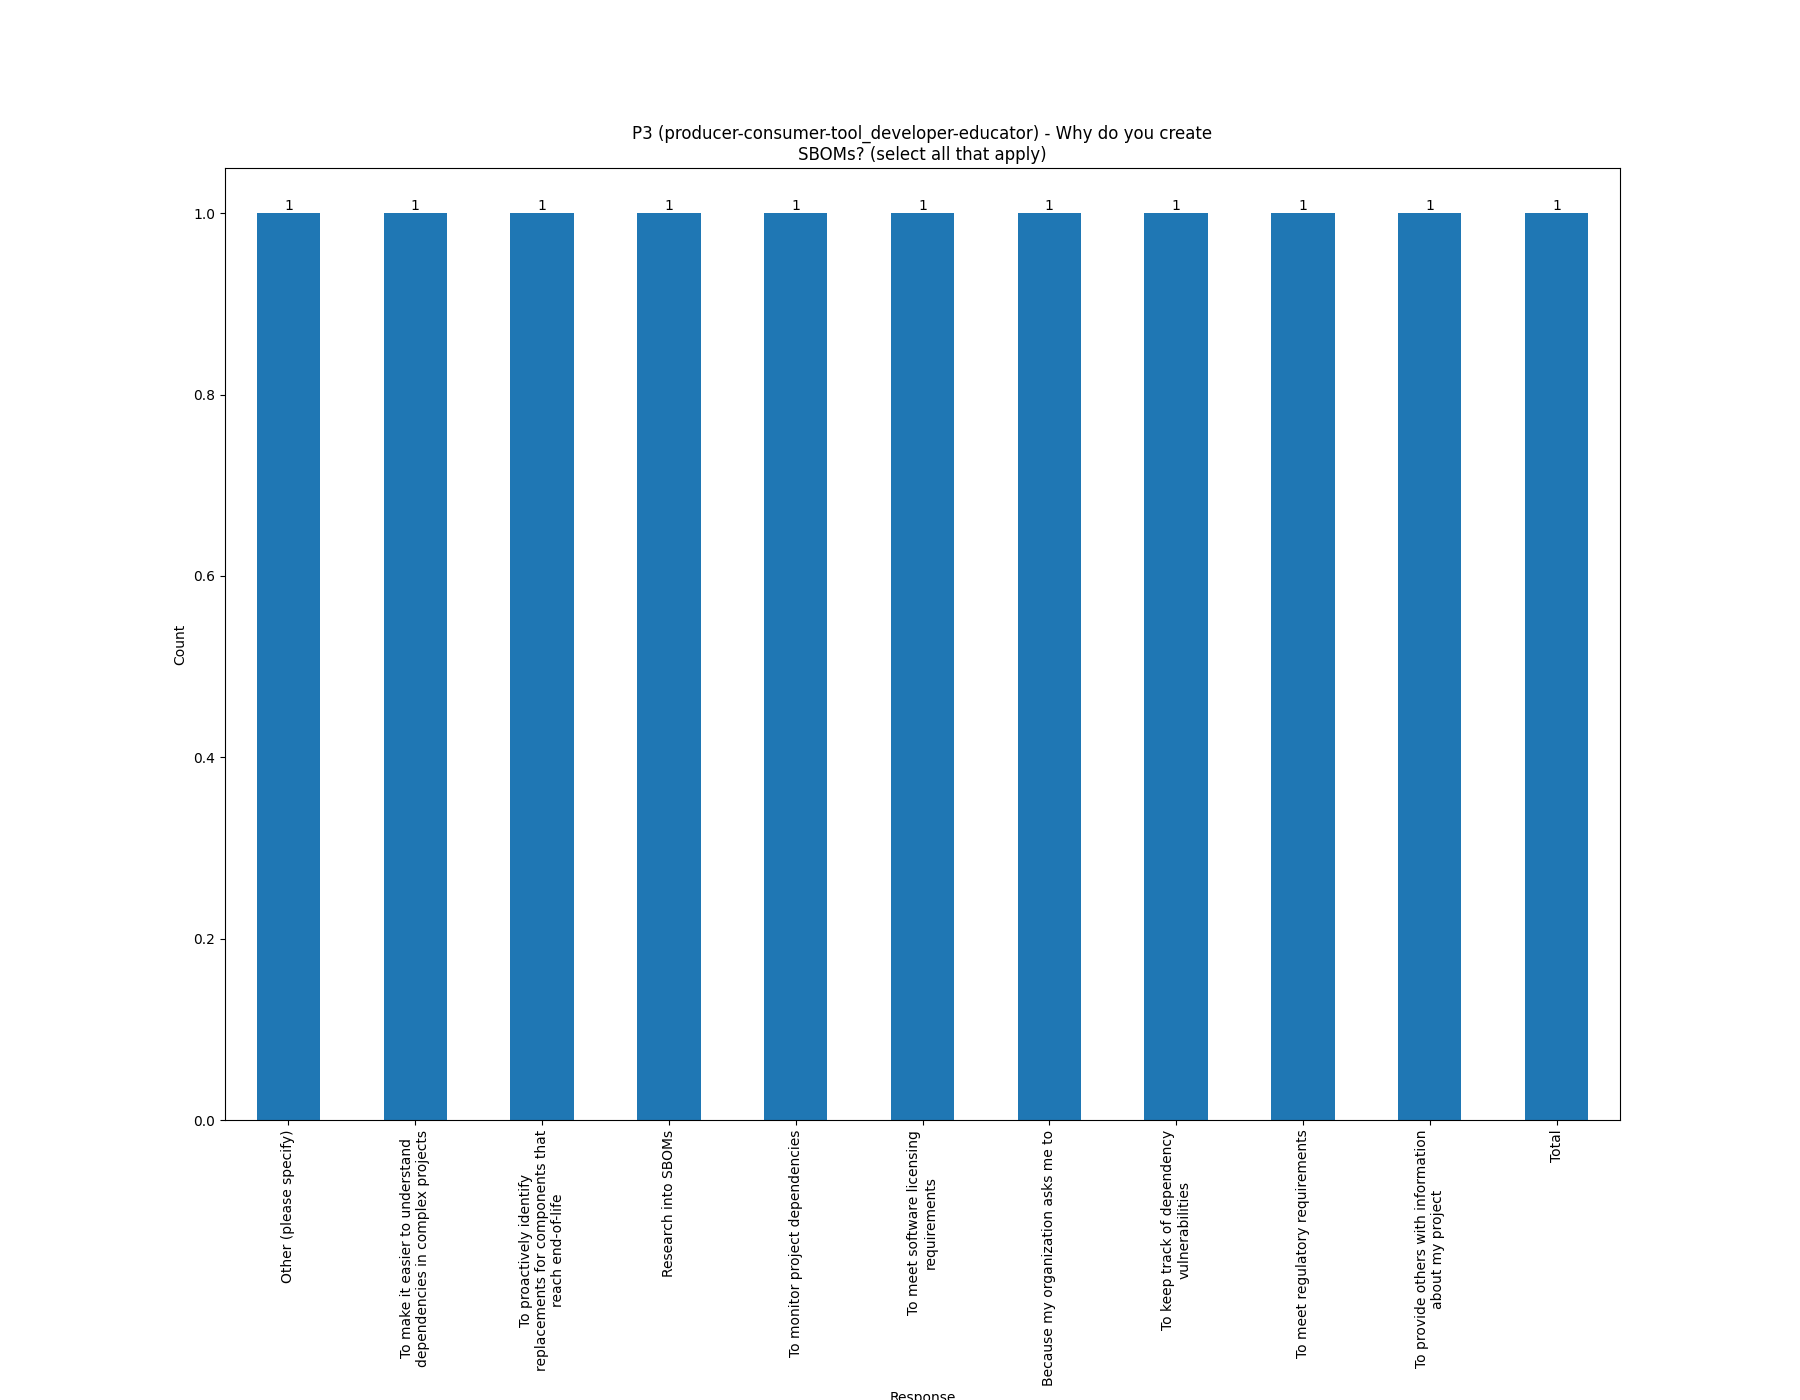 P3 (producer-consumer-tool_developer-educator) - Why do you create
SBOMs? (select all that apply)
1 1 1 1 1 1 1 1 1 1 1
1.0
0.8
0.6
0.4
0.2
0.0
Count
Other (please specify)
To make it easier to understand
dependencies in complex projects
To proactively identify
replacements for components that
reach end-of-life
Research into SBOMs
To monitor project dependencies
To meet software licensing
requirements
Because my organization asks me to
To keep track of dependency
vulnerabilities
To meet regulatory requirements
To provide others with information
about my project
Total
Response